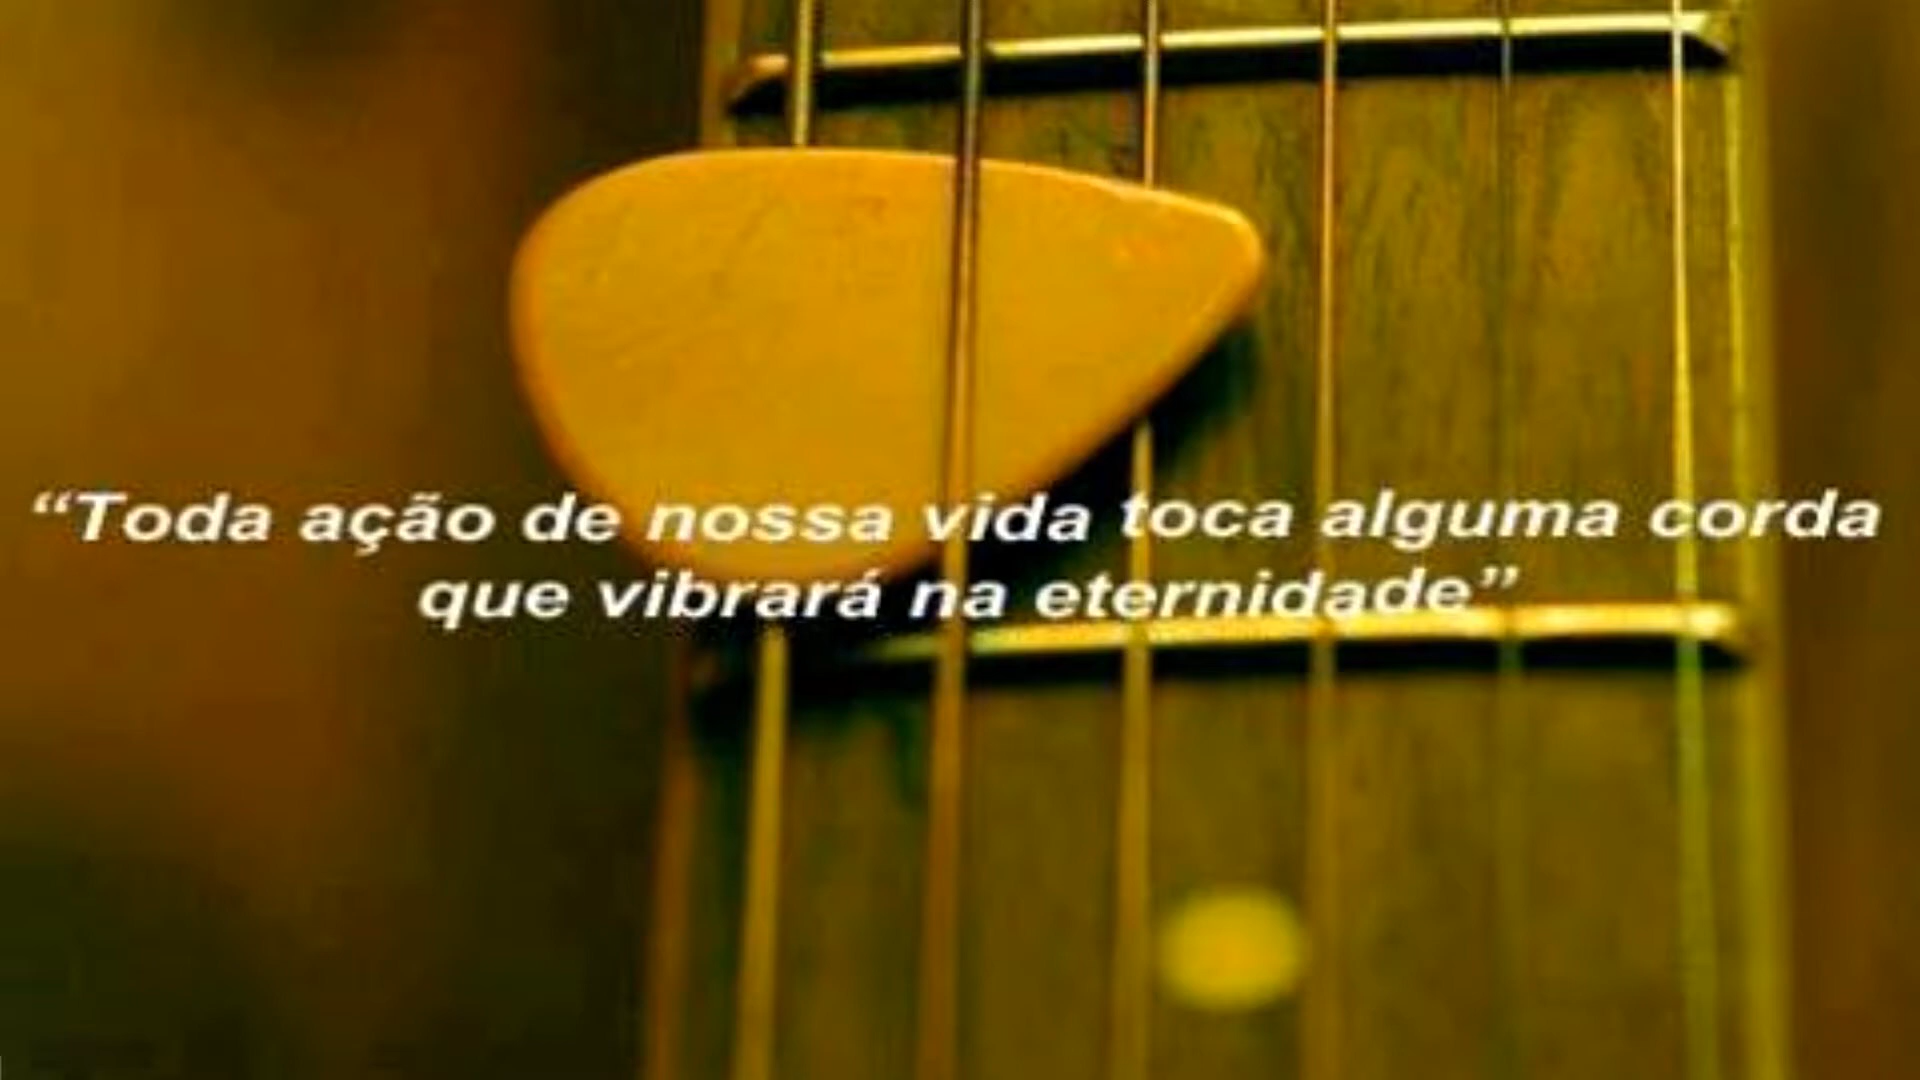 “Toda ação de nossa vida toca alguma corda
que vibrará na eternidade”